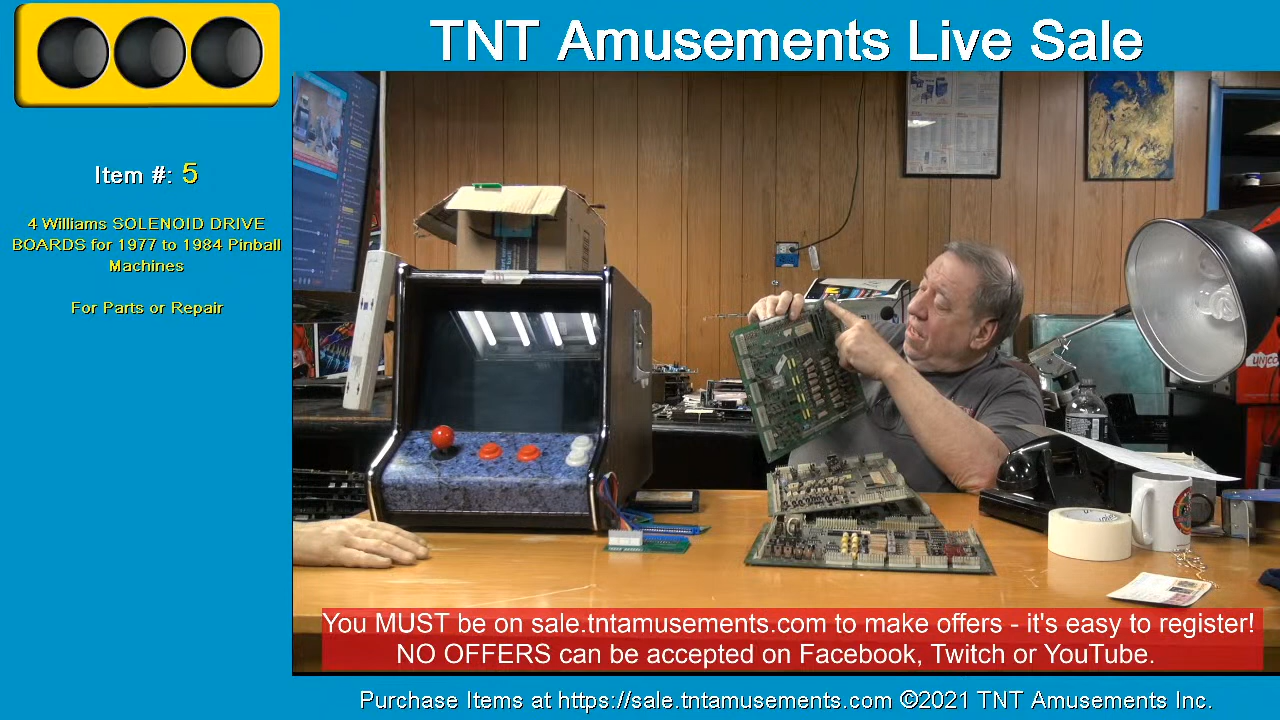 TNT Amusements Live Sale
Item #: 5
4 Williams SOLENOID DRIVE
BOARDS for 1977 to 1984 Pinball
Machines
For Parts or Repair
UNICO
You MUST be on sale.tntamusements.com to make offers - it's easy to register!
NO OFFERS can be accepted on Facebook, Twitch or YouTube.
Purchase Items at https://sale.tntamusements.com ©2021 TNT Amusements Inc.